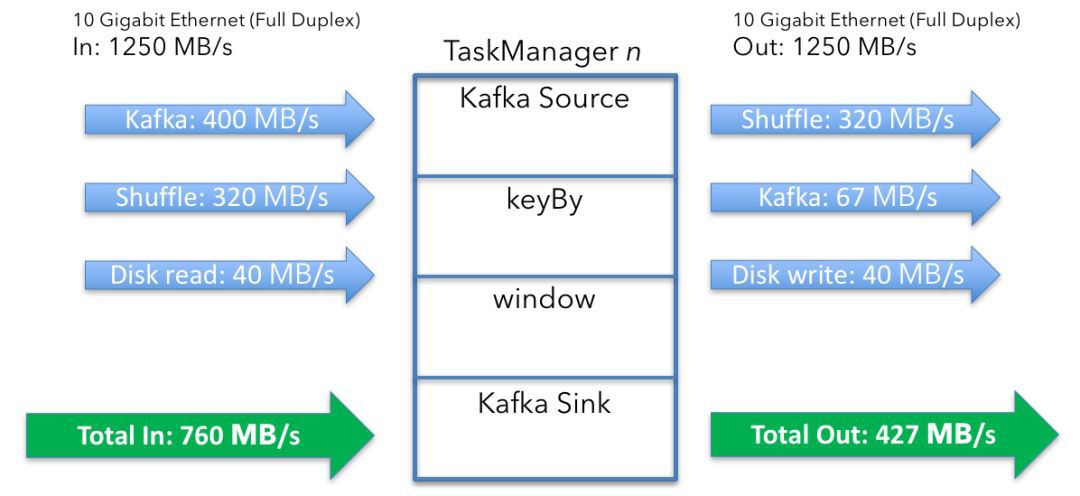 10 Gigabit Ethernet (Full Duplex)
In: 1250 MB/s
Kafka: 400 MB/s
Shuffle: 320 MB/s
Disk read: 40 MB/s
Total In: 760 MB/s
TaskManager n
Kafka Source
keyBy
window
Kafka Sink
10 Gigabit Ethernet (Full Duplex)
Out: 1250 MB/s
Shuffle: 320 MB/s
Kafka: 67 MB/s
Disk write: 40 MB/s
Total Out: 427 MB/s